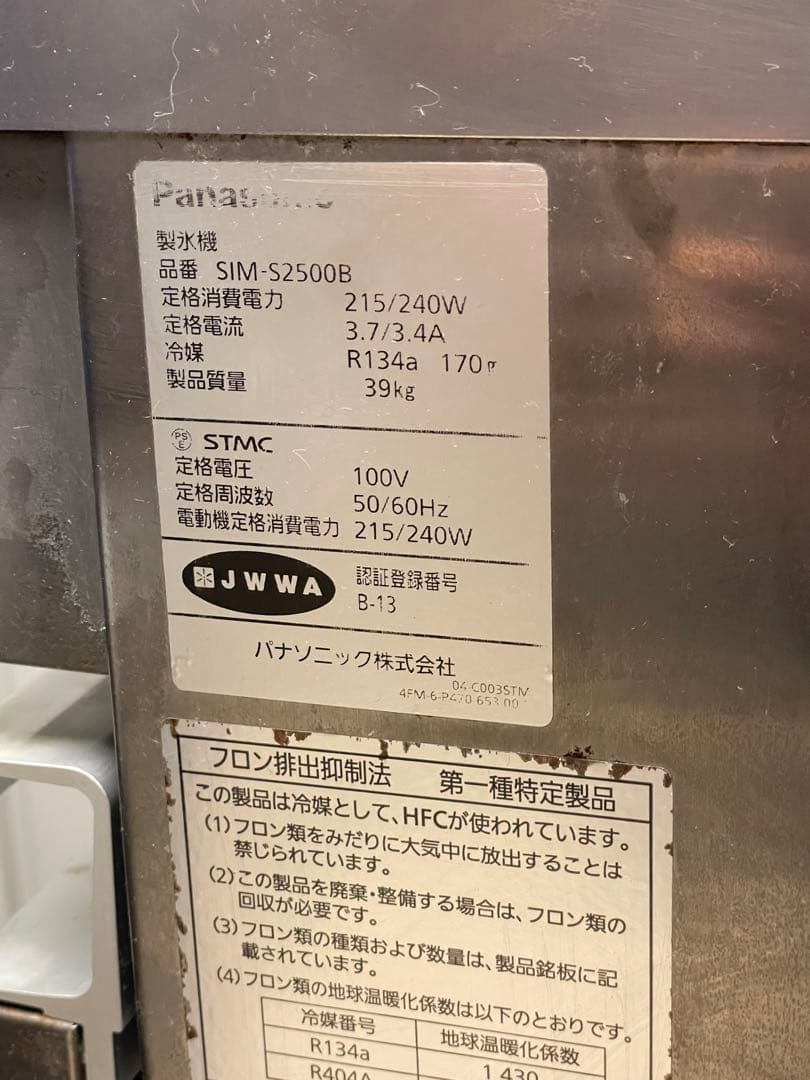 Panasonic
製氷機
品番 SIM-S2500B
定格消費電力 215/240W
定格電流 3.7/3.4A
冷媒 R134a 170g
製品質量 39kg
PS E STMC
定格電圧 100V
定格周波数 50/60Hz
電動機定格消費電力 215/240W
JWWA 認証登録番号
B-13
パナソニック株式会社
04-C003STM
フロン排出抑制法 第一種特定製品
この製品は冷媒として、HFCが使われています。
(1)フロン類をみだりに大気中に放出することは
禁じられています。
(2)この製品を廃棄・整備する場合は、フロン類の
回収が必要です。
(3)フロン類の種類および数量は、製品銘板に記
載されています。
(4)フロン類の地球温暖化係数は以下のとおりです。
冷媒番号 地球温暖化係数
R134a 1,430
R404A